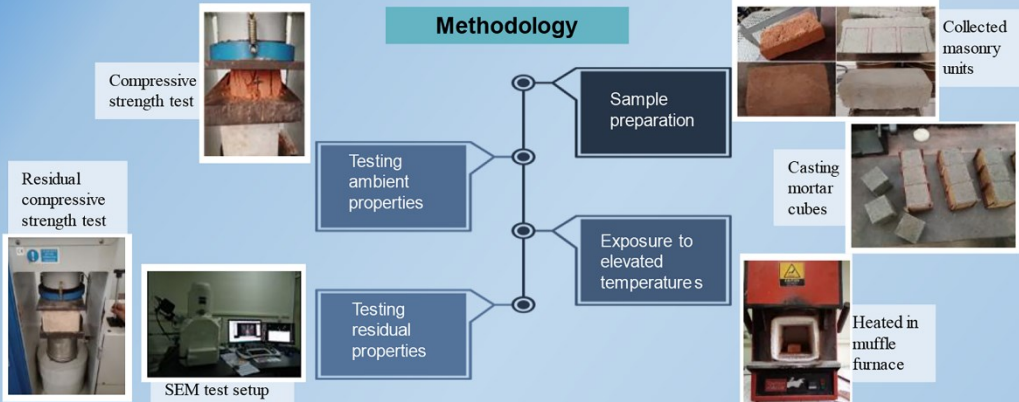 Methodology
Compressive
strength test
Sample
preparation
Collected
masonry
units
Testing
ambient
properties
Casting
mortar
cubes
Residual
compressive
strength test
Exposure to
elevated
temperatures
Testing
residual
properties
SEM test setup
Heated in
muffle
furnace